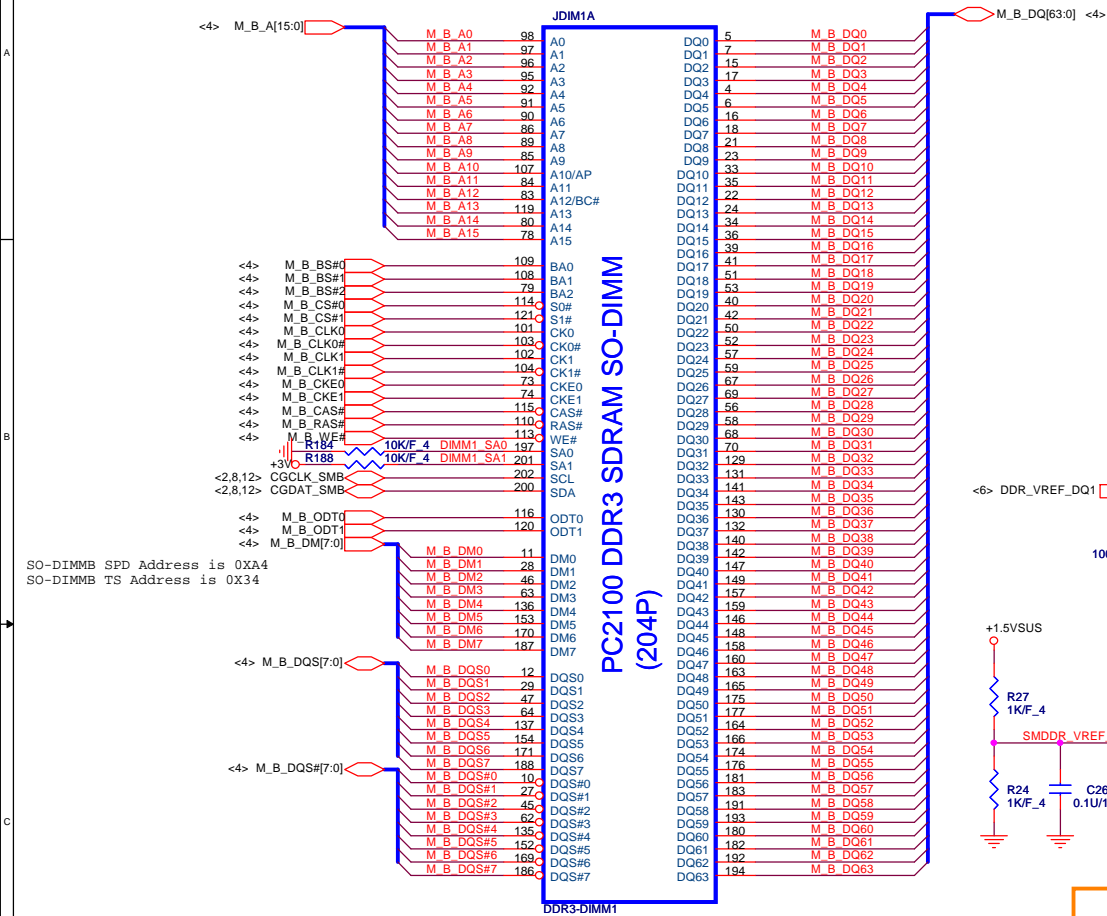 JDIM1A
<4> M_B_A[15:0]
M_B_DQ[63:0] <4>
A
M_B_A0 98 A0 DQ0 5 M_B_DQ0
M_B_A1 97 A1 DQ1 7 M_B_DQ1
M_B_A2 96 A2 DQ2 15 M_B_DQ2
M_B_A3 95 A3 DQ3 17 M_B_DQ3
M_B_A4 92 A4 DQ4 4 M_B_DQ4
M_B_A5 91 A5 DQ5 6 M_B_DQ5
M_B_A6 90 A6 DQ6 16 M_B_DQ6
M_B_A7 86 A7 DQ7 18 M_B_DQ7
M_B_A8 89 A8 DQ8 21 M_B_DQ8
M_B_A9 85 A9 DQ9 23 M_B_DQ9
M_B_A10 107 A10/AP DQ10 33 M_B_DQ10
M_B_A11 84 A11 DQ11 35 M_B_DQ11
M_B_A12 83 A12/BC# DQ12 22 M_B_DQ12
M_B_A13 119 A13 DQ13 24 M_B_DQ13
M_B_A14 80 A14 DQ14 34 M_B_DQ14
M_B_A15 78 A15 DQ15 36 M_B_DQ15
DQ16 39 M_B_DQ16
<4> M_B_BS#0 109 BA0 DQ17 41 M_B_DQ17
<4> M_B_BS#1 108 BA1 DQ18 51 M_B_DQ18
<4> M_B_BS#2 79 BA2 DQ19 53 M_B_DQ19
<4> M_B_CS#0 114 S0# DQ20 40 M_B_DQ20
<4> M_B_CS#1 121 S1# DQ21 42 M_B_DQ21
<4> M_B_CLK0 101 CK0 DQ22 50 M_B_DQ22
<4> M_B_CLK0# 103 CK0# DQ23 52 M_B_DQ23
<4> M_B_CLK1 102 CK1 DQ24 57 M_B_DQ24
<4> M_B_CLK1# 104 CK1# DQ25 59 M_B_DQ25
<4> M_B_CKE0 73 CKE0 DQ26 67 M_B_DQ26
<4> M_B_CKE1 74 CKE1 DQ27 69 M_B_DQ27
<4> M_B_CAS# 115 CAS# DQ28 56 M_B_DQ28
<4> M_B_RAS# 110 RAS# DQ29 58 M_B_DQ29
B
<4> M_B_WE# 113 WE# DQ30 68 M_B_DQ30
R184 10K/F_4 DIMM1_SA0 197 SA0 DQ31 70 M_B_DQ31
+3V R188 10K/F_4 DIMM1_SA1 201 SA1 DQ32 129 M_B_DQ32
<2,8,12> CGCLK_SMB 202 SCL DQ33 131 M_B_DQ33
<2,8,12> CGDAT_SMB 200 SDA DQ34 141 M_B_DQ34
DQ35 143 M_B_DQ35
<6> DDR_VREF_DQ1
<4> M_B_ODT0 116 ODT0 DQ36 130 M_B_DQ36
<4> M_B_ODT1 120 ODT1 DQ37 132 M_B_DQ37
<4> M_B_DM[7:0] DQ38 140 M_B_DQ38
M_B_DM0 11 DM0 DQ39 142 M_B_DQ39
M_B_DM1 28 DM1 DQ40 147 M_B_DQ40
M_B_DM2 46 DM2 DQ41 149 M_B_DQ41
M_B_DM3 63 DM3 DQ42 157 M_B_DQ42
M_B_DM4 136 DM4 DQ43 159 M_B_DQ43
M_B_DM5 153 DM5 DQ44 146 M_B_DQ44
M_B_DM6 170 DM6 DQ45 148 M_B_DQ45
M_B_DM7 187 DM7 DQ46 158 M_B_DQ46
SO-DIMMB SPD Address is 0XA4
SO-DIMMB TS Address is 0X34
PC2100 DDR3 SDRAM SO-DIMM
(204P)
<4> M_B_DQS[7:0] DQ47 160 M_B_DQ47
M_B_DQS0 12 DQS0 DQ48 163 M_B_DQ48
M_B_DQS1 29 DQS1 DQ49 165 M_B_DQ49
M_B_DQS2 47 DQS2 DQ50 175 M_B_DQ50
M_B_DQS3 64 DQS3 DQ51 177 M_B_DQ51
M_B_DQS4 137 DQS4 DQ52 164 M_B_DQ52
M_B_DQS5 154 DQS5 DQ53 166 M_B_DQ53
M_B_DQS6 171 DQS6 DQ54 174 M_B_DQ54
M_B_DQS7 188 DQS7 DQ55 176 M_B_DQ55
<4> M_B_DQS#[7:0]
M_B_DQS#0 10 DQS#0 DQ56 181 M_B_DQ56
M_B_DQS#1 27 DQS#1 DQ57 183 M_B_DQ57
M_B_DQS#2 45 DQS#2 DQ58 191 M_B_DQ58
M_B_DQS#3 62 DQS#3 DQ59 193 M_B_DQ59
M_B_DQS#4 135 DQS#4 DQ60 180 M_B_DQ60
M_B_DQS#5 152 DQS#5 DQ61 182 M_B_DQ61
M_B_DQS#6 169 DQS#6 DQ62 192 M_B_DQ62
M_B_DQS#7 186 DQS#7 DQ63 194 M_B_DQ63
C
DDR3-DIMM1
+1.5VSUS
R27
1K/F_4
SMDDR_VREF
R24
1K/F_4
C26
0.1U/1